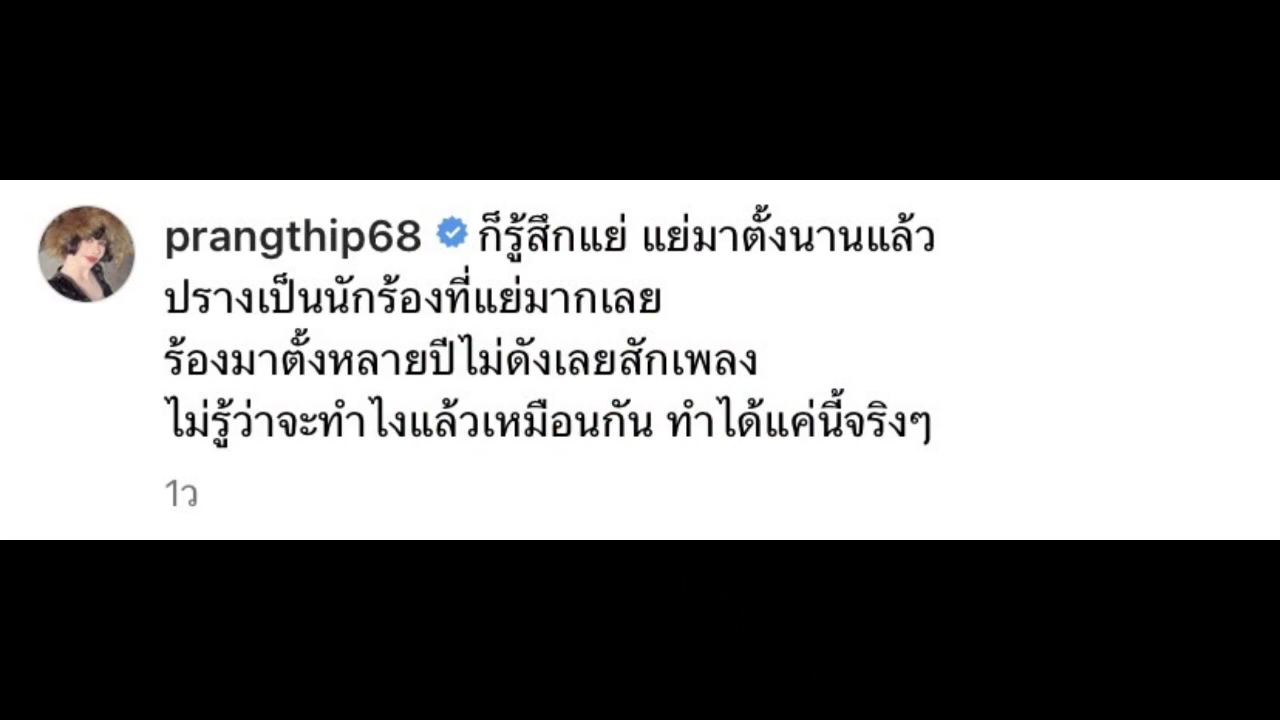 prangthip68 ก็รู้สึกแย่ แย่มาตั้งนานแล้ว
ปรางเป็นนักร้องที่แย่มากเลย
ร้องมาตั้งหลายปีไม่ดังเลยสักเพลง
ไม่รู้ว่าจะทำไงแล้วเหมือนกัน ทำได้แค่นี้จริงๆ
1ว